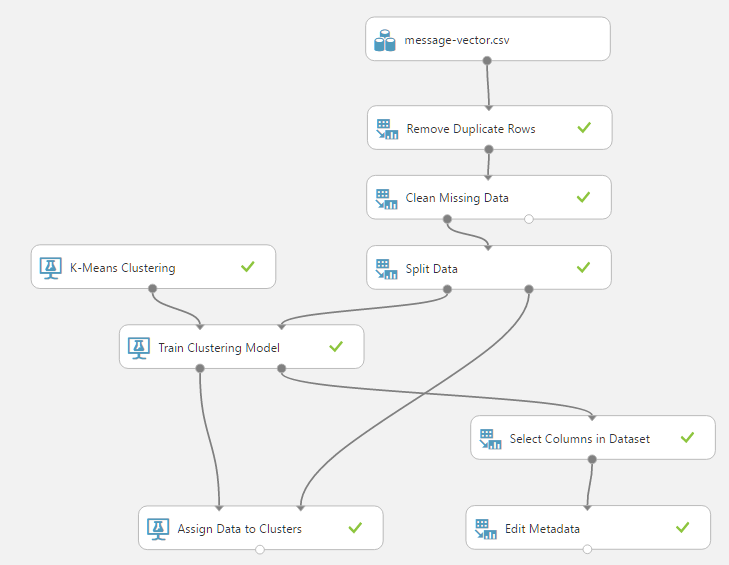 message-vector.csv
Remove Duplicate Rows
Clean Missing Data
K-Means Clustering
Split Data
Train Clustering Model
Select Columns in Dataset
Assign Data to Clusters
Edit Metadata